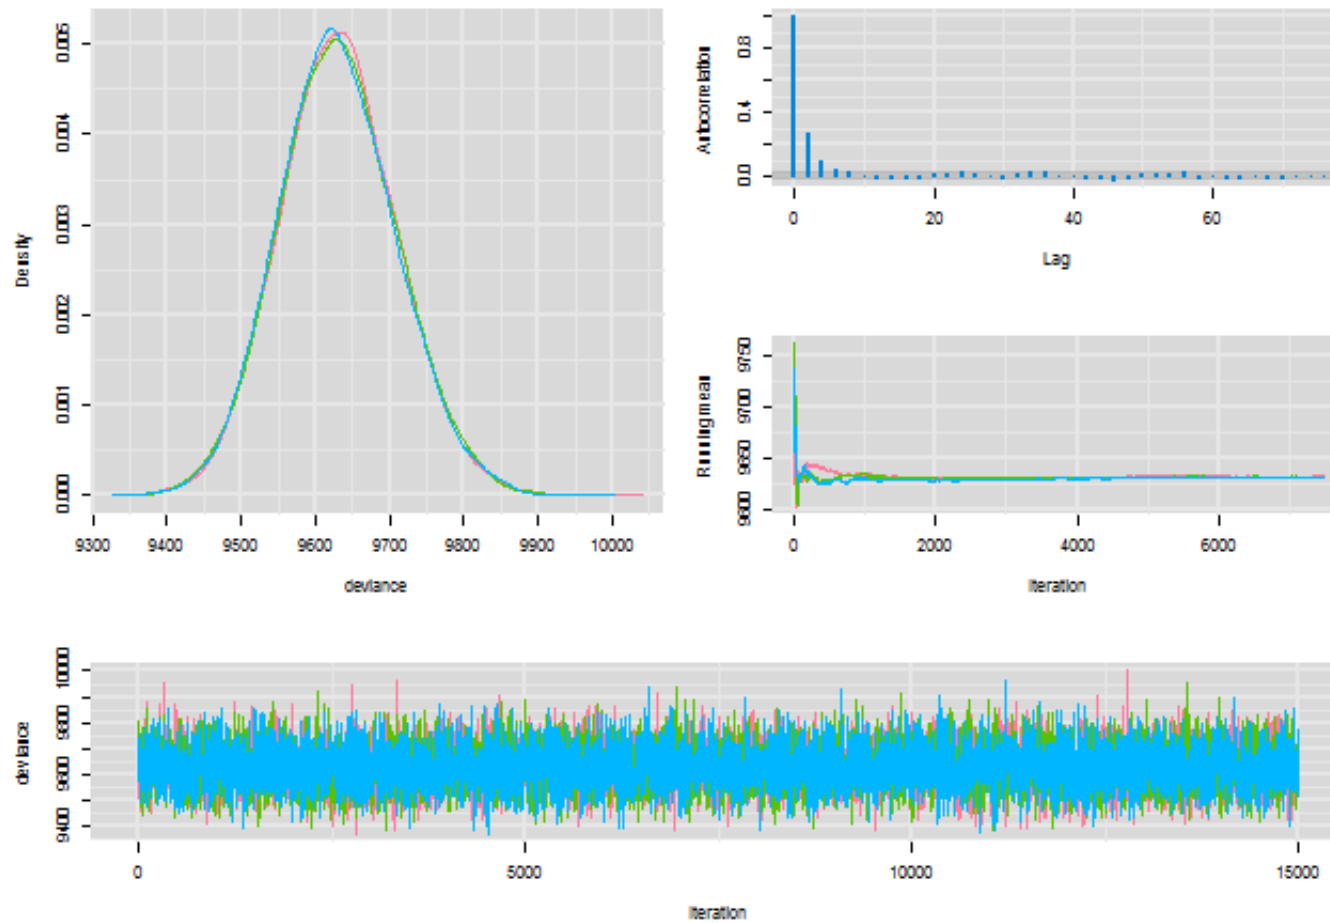 Density
0.000 0.001 0.002 0.003 0.004 0.005
9300 9400 9500 9600 9700 9800 9900 10000
deviance
Autocorrelation
0.0 0.4 0.8
0 20 40 60
Lag
Running mean
9600 9650 9700 9750
0 2000 4000 6000
Iteration
deviance
9400 9600 9800 10000
0 5000 10000 15000
Iteration